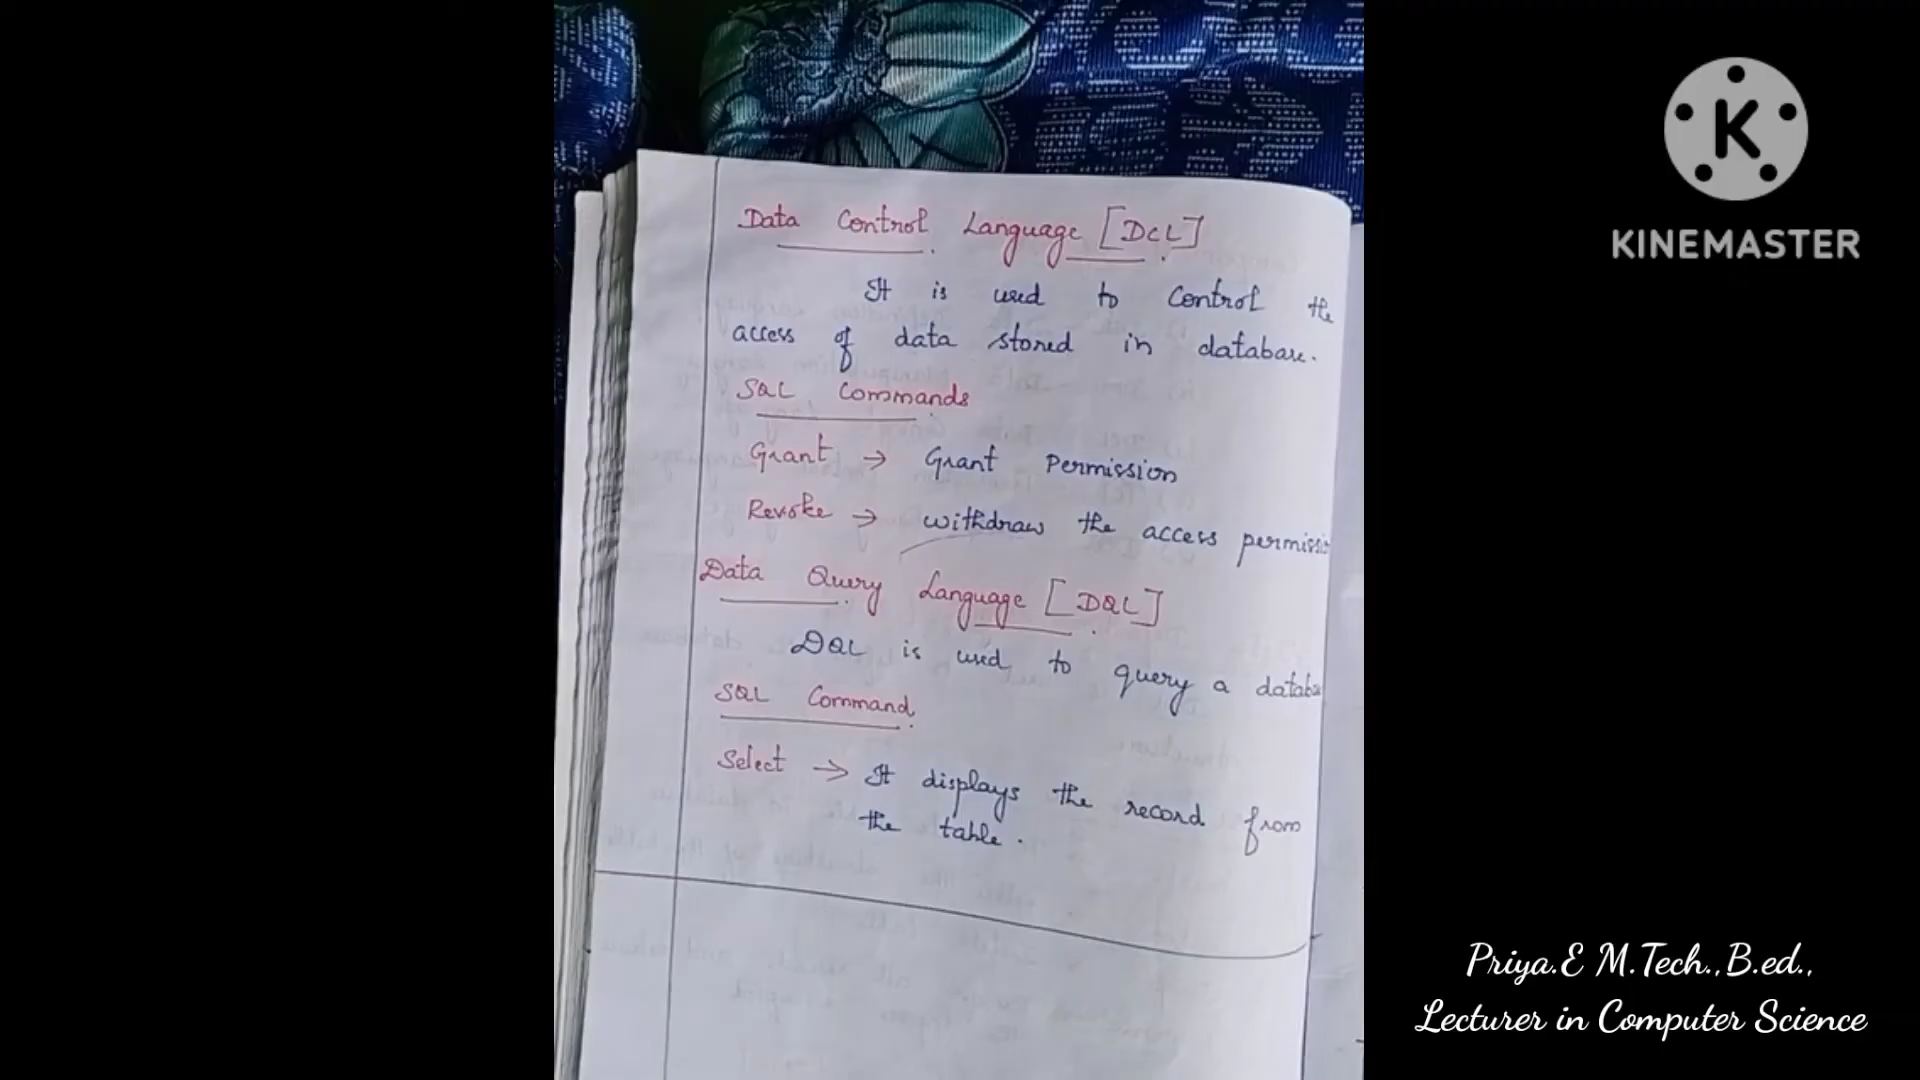 Data Control Language [DCL]
It is used to Control the
access of data stored in database.
SQL Commands
Grant → Grant Permission
Revoke → withdraw the access permissio
Data Query Language [DQL]
DQL is used to query a databa
SQL Command
Select → It displays the record from
the table.
K
KINEMASTER
Priya.E M.Tech.,B.ed.,
Lecturer in Computer Science